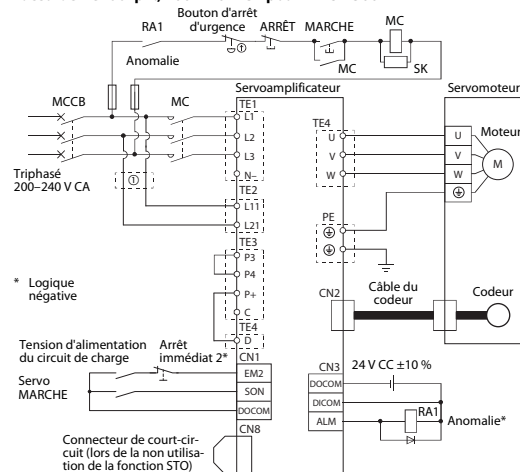 Bouton d'arrêt
d'urgence
RA1
ARRÊT
MARCHE
MC
Anomalie
①
MC
SK
MCCB
MC
Servoamplificateur
Servomoteur
TE1
L1
L2
L3
N–
TE4
U
V
W
U
V
W
Moteur
M
Triphasé
200–240 V CA
①
TE2
L11
L21
PE
TE3
P3
P4
P+
C
TE4
D
* Logique
négative
CN2
Câble du
codeur
Codeur
Tension d'alimentation
du circuit de charge
Arrêt
immédiat 2*
Servo
MARCHE
CN1
EM2
SON
DOCOM
CN3
24 V CC ±10 %
DOCOM
DICOM
ALM
RA1
Anomalie*
CN8
Connecteur de court-cir-
cuit (lors de la non utilisa-
tion de la fonction STO)